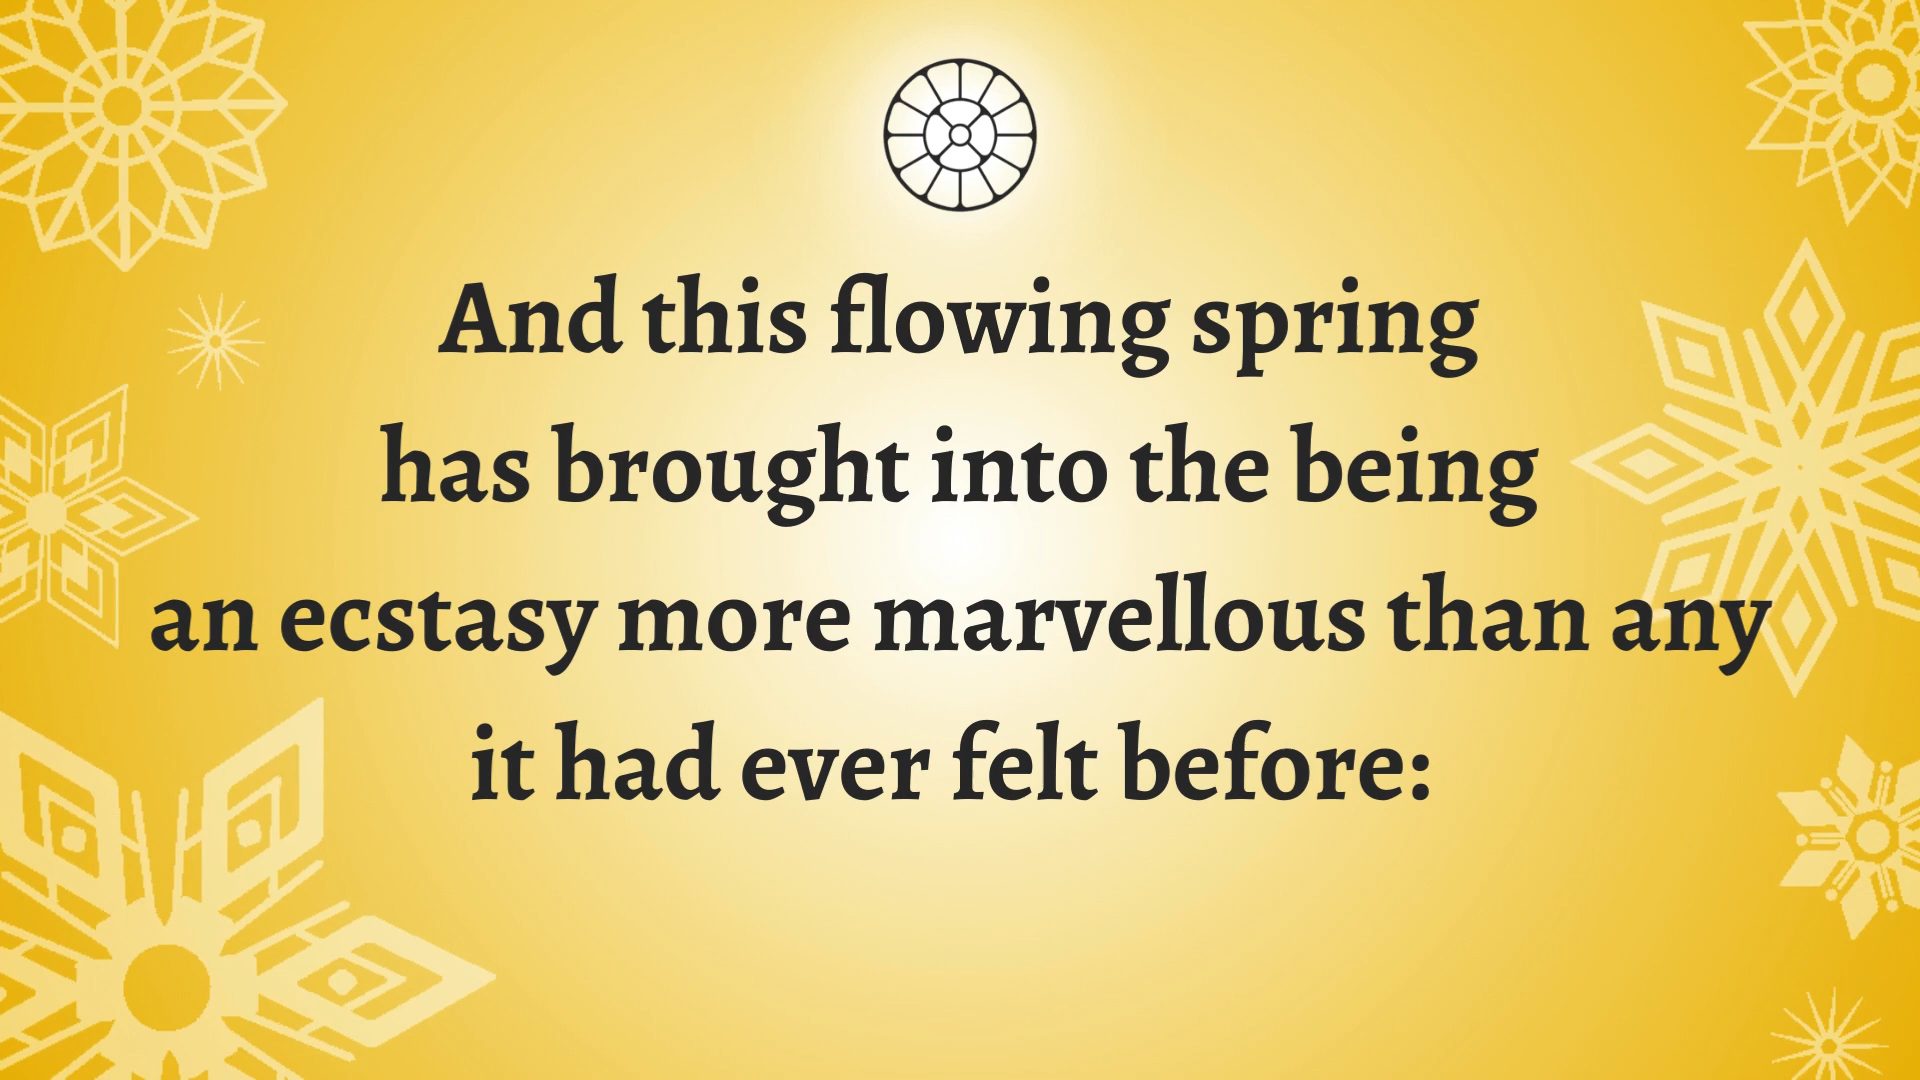 And this flowing spring
has brought into the being
an ecstasy more marvellous than any
it had ever felt before: